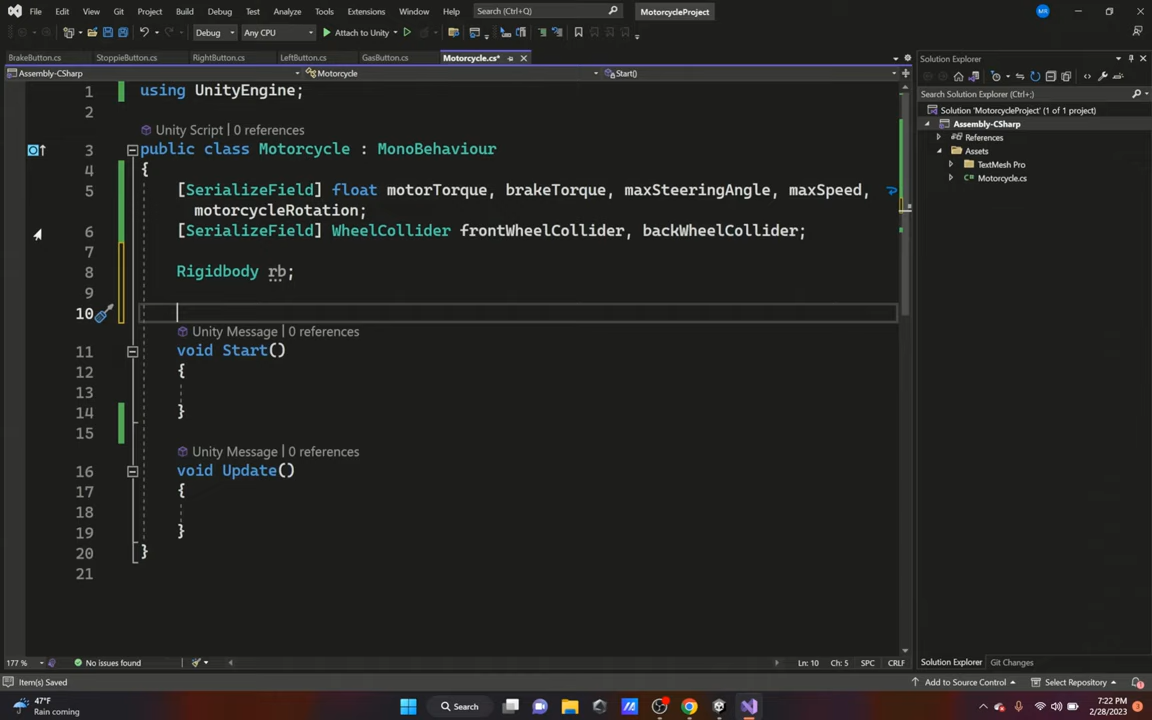 File Edit View Git Project Build Debug Test Analyze Tools Extensions Window Help Search (Ctrl+Q) MotorcycleProject MR
Debug Any CPU Attach to Unity
BrakeButton.cs StoppieButton.cs RightButton.cs LeftButton.cs GasButton.cs Motorcycle.cs*
Assembly-CSharp Motorcycle Start()
1 using UnityEngine;
2
Unity Script | 0 references
3 public class Motorcycle : MonoBehaviour
4 {
5 [SerializeField] float motorTorque, brakeTorque, maxSteeringAngle, maxSpeed,
motorcycleRotation;
6 [SerializeField] WheelCollider frontWheelCollider, backWheelCollider;
7
8 Rigidbody rb;
9
10
Unity Message | 0 references
11 void Start()
12 {
13
14 }
15
Unity Message | 0 references
16 void Update()
17 {
18
19 }
20 }
21
177 % No issues found Ln: 10 Ch: 5 SPC CRLF
Solution Explorer
Search Solution Explorer (Ctrl+;)
Solution 'MotorcycleProject' (1 of 1 project)
Assembly-CSharp
References
Assets
TextMesh Pro
Motorcycle.cs
Solution Explorer Git Changes
Item(s) Saved Add to Source Control Select Repository
47°F
Rain coming
Search
7:22 PM
2/28/2023